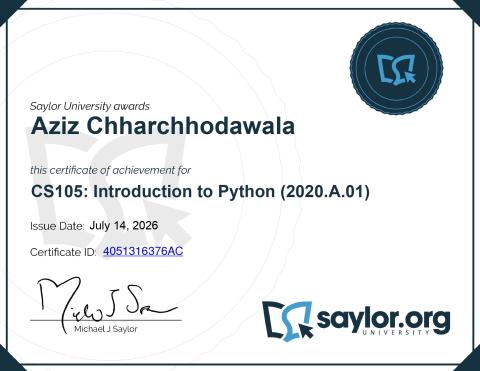 Saylor University awards
Aziz Chharchhodawala
this certificate of achievement for
CS105: Introduction to Python (2020.A.01)
Issue Date: July 14, 2026
Certificate ID: 4051316376AC
Michael J Saylor
saylor.org
UNIVERSITY